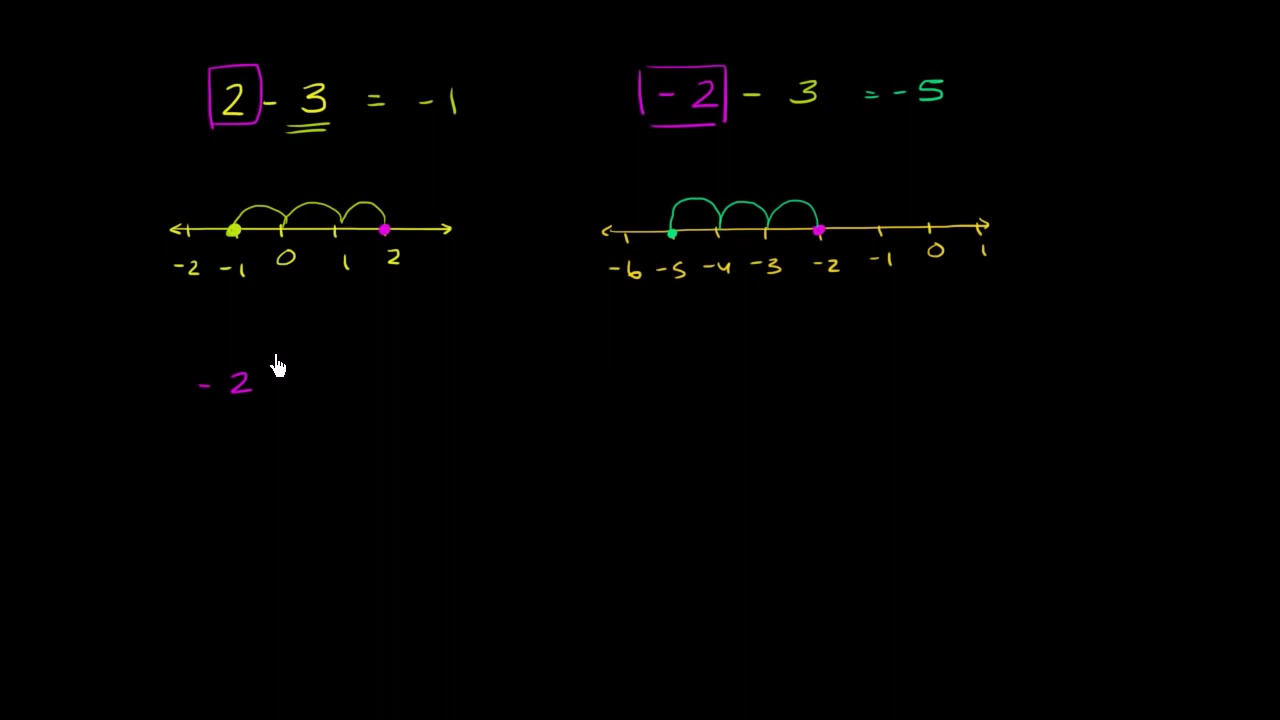 2 - 3 = -1
-2 - 3 = -5
-2 -1 0 1 2
-6 -5 -4 -3 -2 -1 0 1
-2